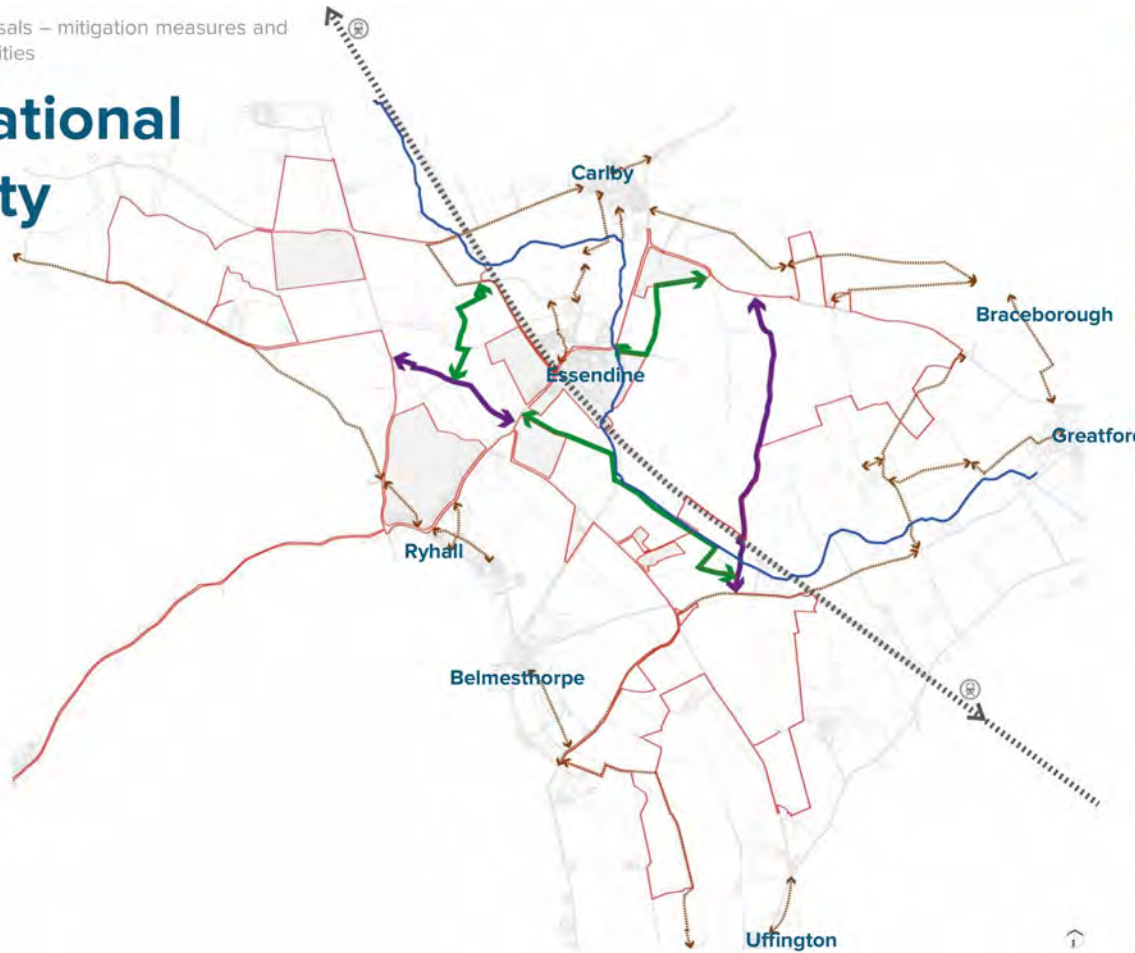 sals – mitigation measures and
ities
ational
ty
Carlby
Braceborough
Essendine
Greatford
Ryhall
Belmesthorpe
Uffington